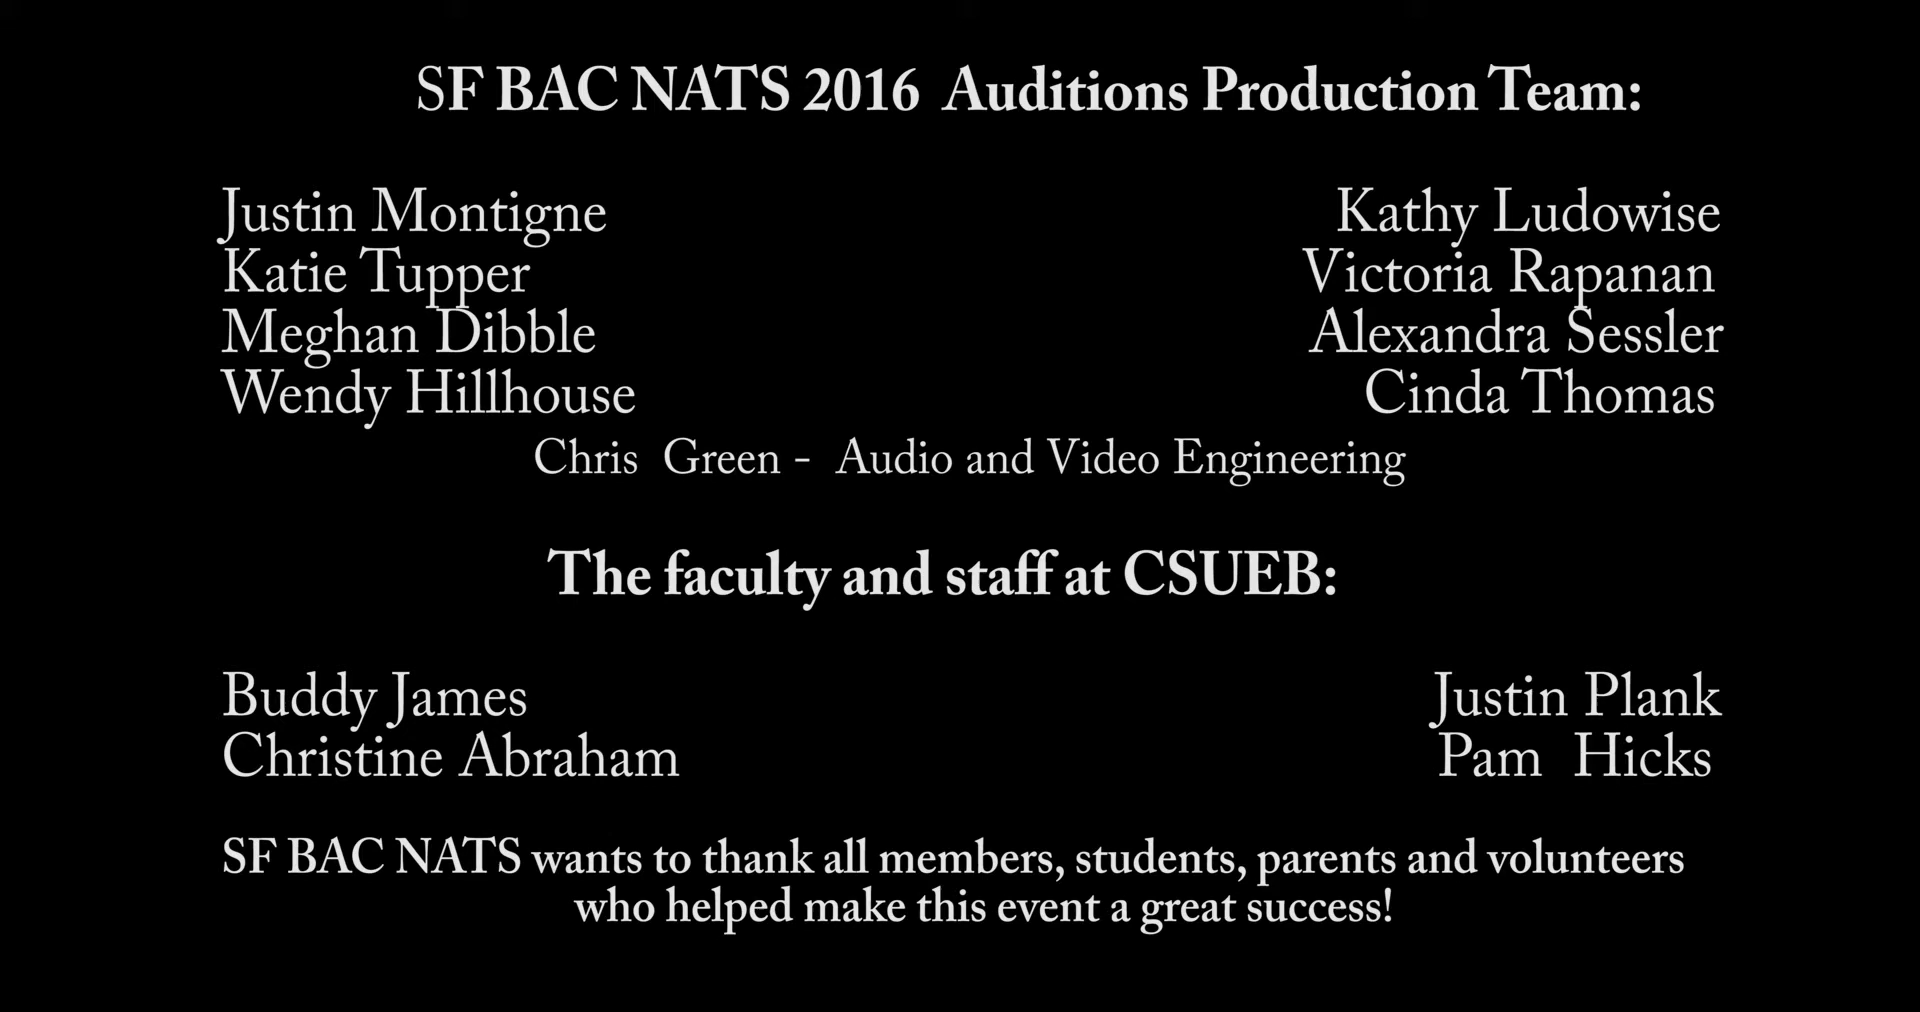 SF BAC NATS 2016 Auditions Production Team:
Justin Montigne Kathy Ludowise
Katie Tupper Victoria Rapanan
Meghan Dibble Alexandra Sessler
Wendy Hillhouse Cinda Thomas
Chris Green - Audio and Video Engineering
The faculty and staff at CSUEB:
Buddy James Justin Plank
Christine Abraham Pam Hicks
SF BAC NATS wants to thank all members, students, parents and volunteers
who helped make this event a great success!